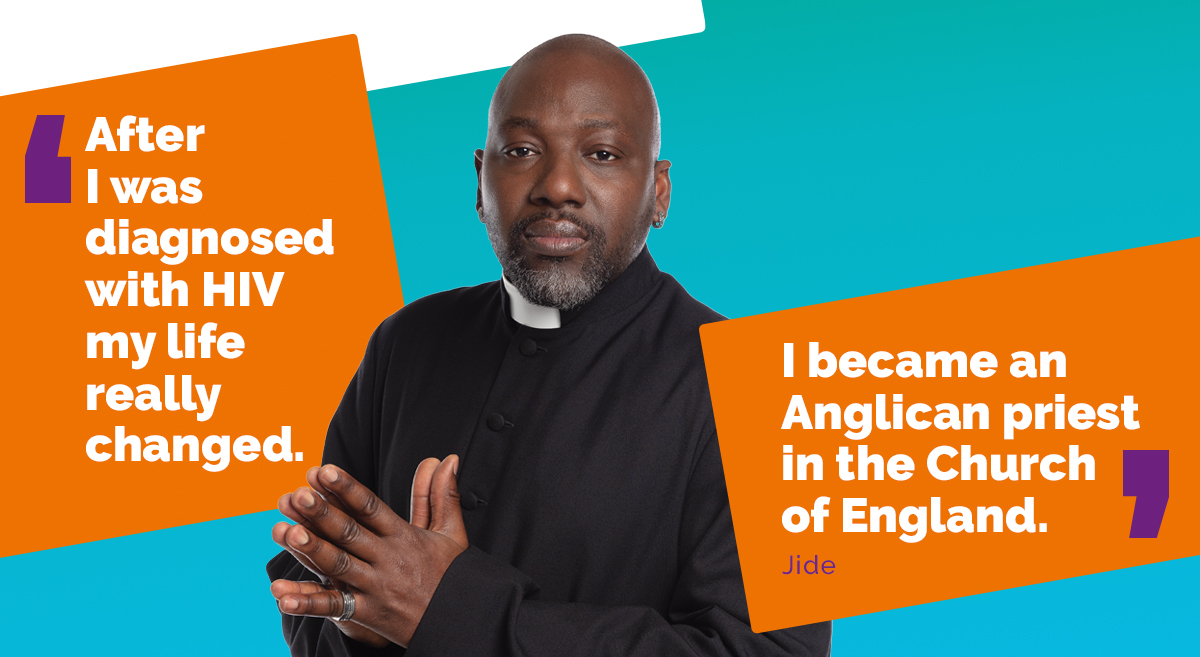 After
I was
diagnosed
with HIV
my life
really
changed.
I became an
Anglican priest
in the Church
of England.
Jide